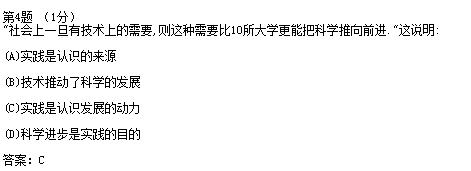 第4题 （1分）
“社会上一旦有技术上的需要,则这种需要比10所大学更能把科学推向前进.“这说明:
(A)实践是认识的来源
(B)技术推动了科学的发展
(C)实践是认识发展的动力
(D)科学进步是实践的目的
答案：C